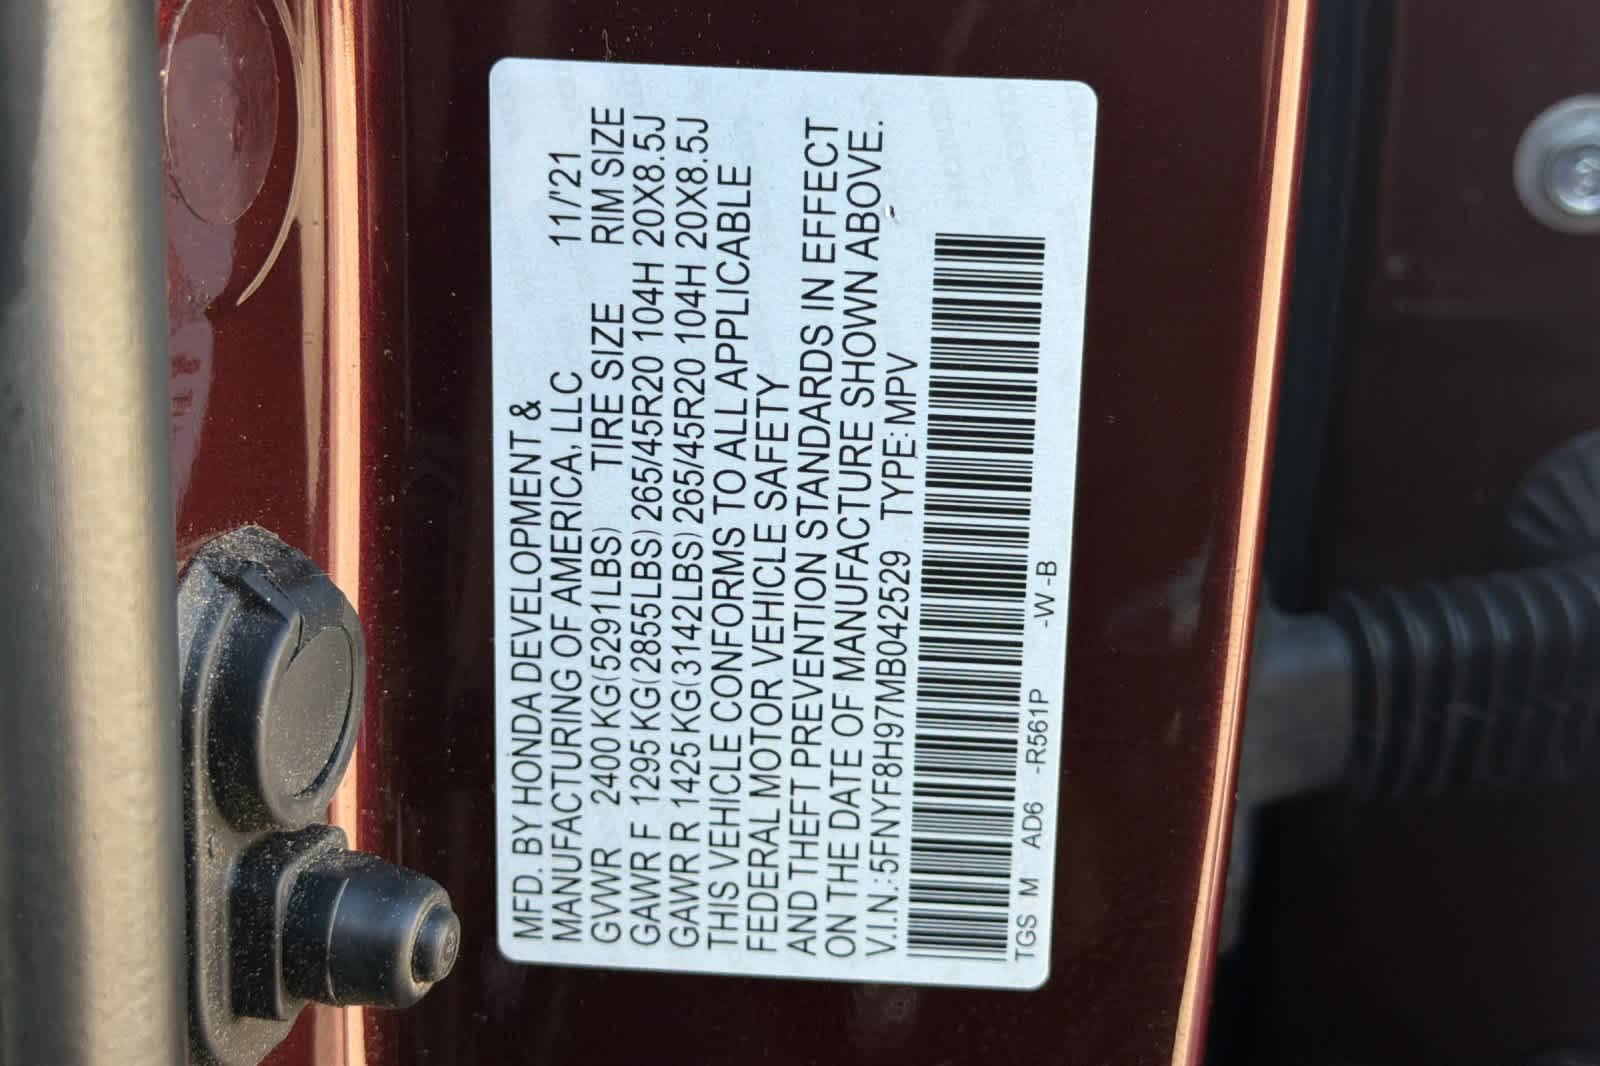 MFD. BY HONDA DEVELOPMENT &
MANUFACTURING OF AMERICA, LLC 11/'21
GVWR 2400 KG (5291LBS) TIRE SIZE RIM SIZE
GAWR F 1295 KG (2855LBS) 265/45R20 104H 20X8.5J
GAWR R 1425 KG (3142LBS) 265/45R20 104H 20X8.5J
THIS VEHICLE CONFORMS TO ALL APPLICABLE
FEDERAL MOTOR VEHICLE SAFETY
AND THEFT PREVENTION STANDARDS IN EFFECT
ON THE DATE OF MANUFACTURE SHOWN ABOVE.
V.I.N.:5FNYF8H97MB042529 TYPE:MPV
TGS M AD6 -R561P -W -B